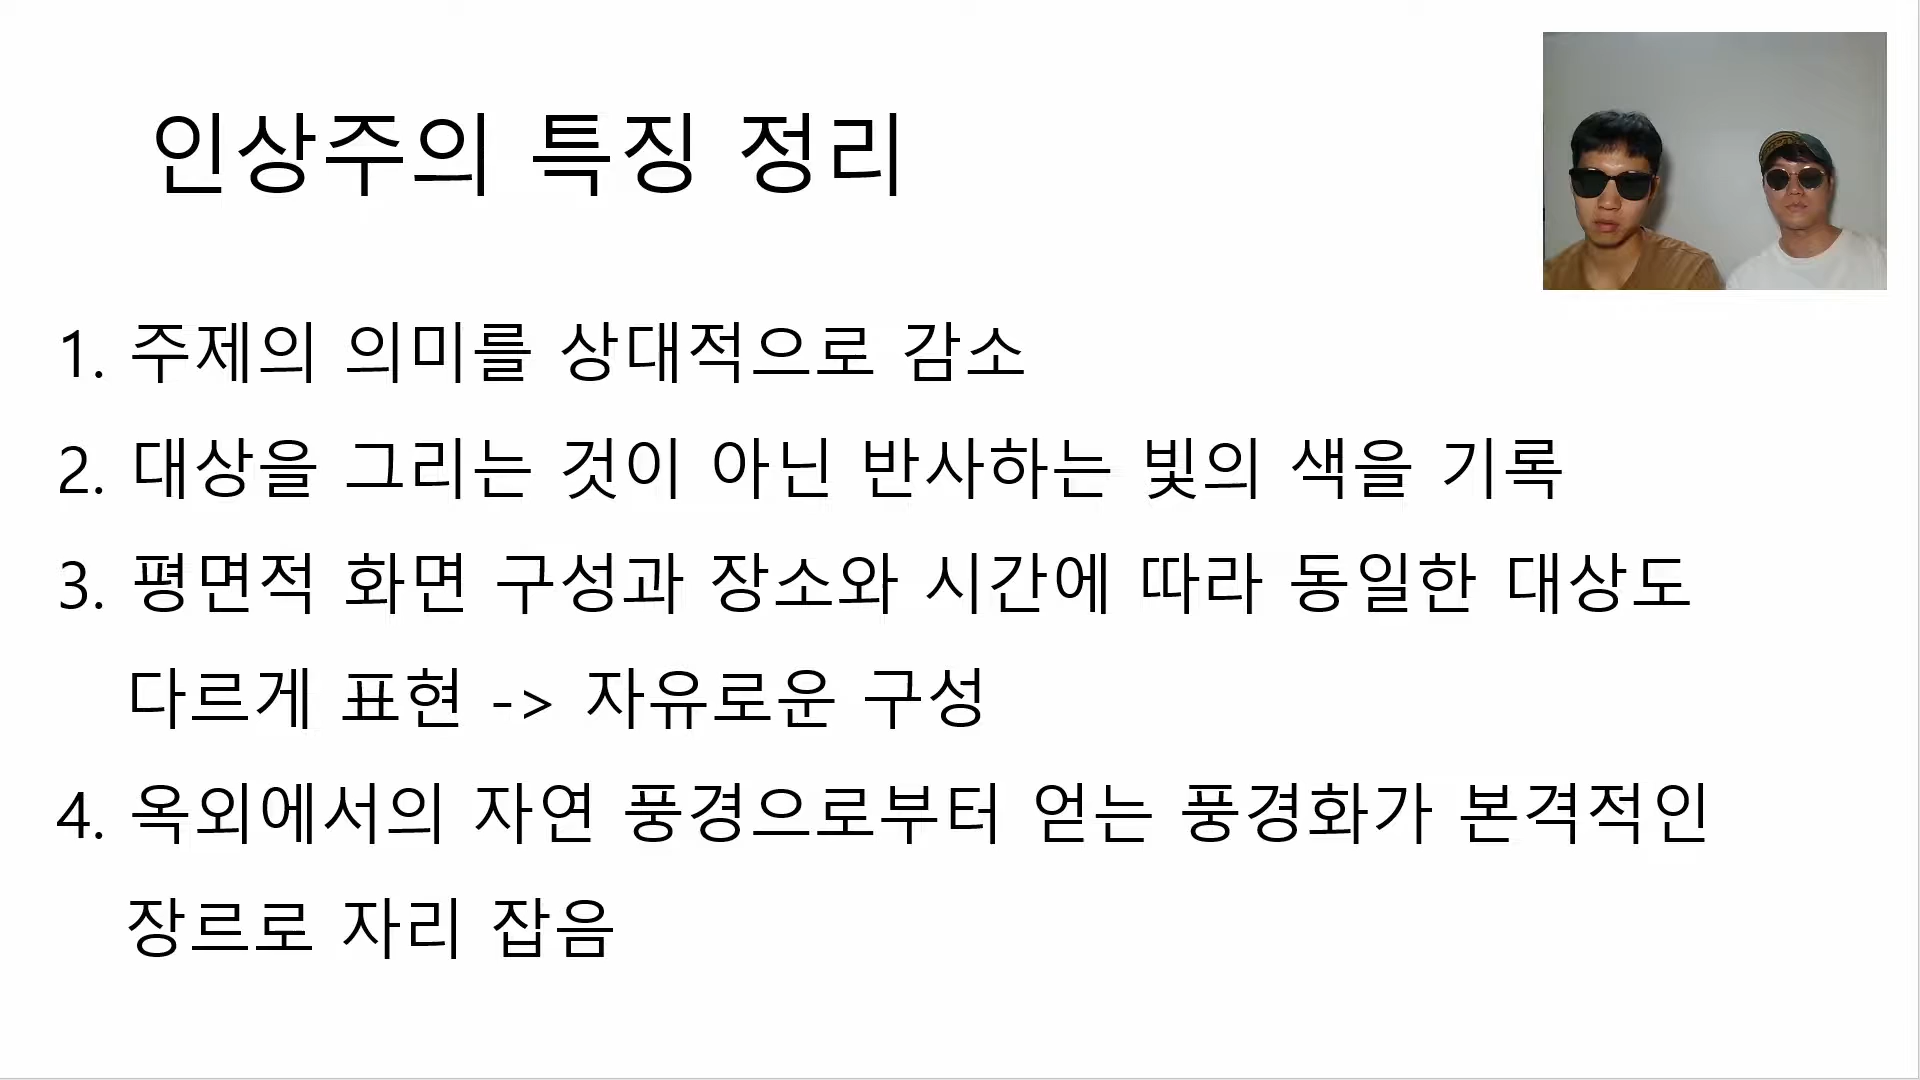 인상주의 특징 정리
1. 주제의 의미를 상대적으로 감소
2. 대상을 그리는 것이 아닌 반사하는 빛의 색을 기록
3. 평면적 화면 구성과 장소와 시간에 따라 동일한 대상도
다르게 표현 -> 자유로운 구성
4. 옥외에서의 자연 풍경으로부터 얻는 풍경화가 본격적인
장르로 자리 잡음